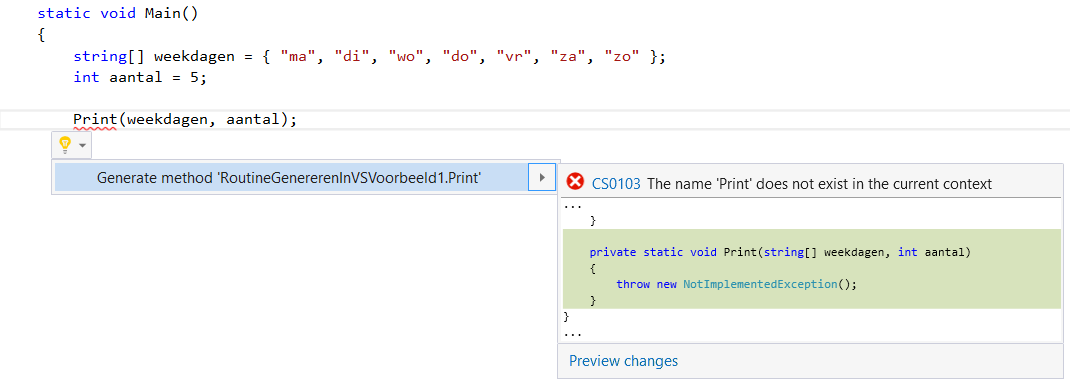 static void Main()
{
string[] weekdagen = { "ma", "di", "wo", "do", "vr", "za", "zo" };
int aantal = 5;
Print(weekdagen, aantal);
Generate method 'RoutineGenererenInVSVoorbeeld1.Print'
CS0103 The name 'Print' does not exist in the current context
...
}
private static void Print(string[] weekdagen, int aantal)
{
throw new NotImplementedException();
}
}
...
Preview changes